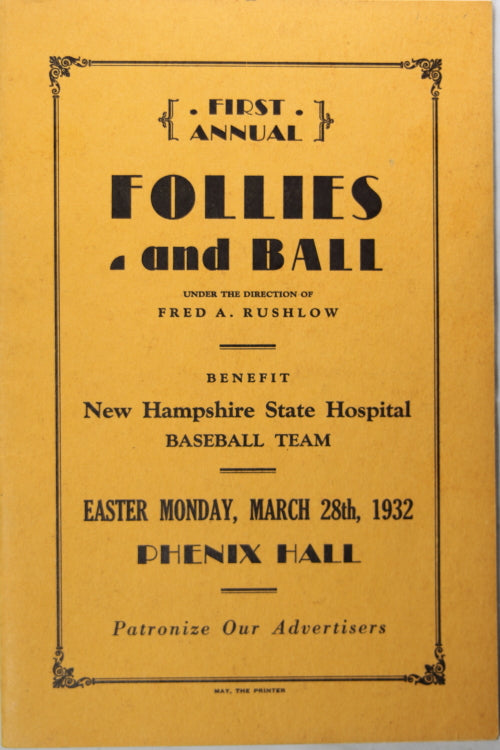 . FIRST .
ANNUAL
FOLLIES
and BALL
UNDER THE DIRECTION OF
FRED A. RUSHLOW
BENEFIT
New Hampshire State Hospital
BASEBALL TEAM
EASTER MONDAY, MARCH 28th, 1932
PHENIX HALL
Patronize Our Advertisers
MAY, THE PRINTER